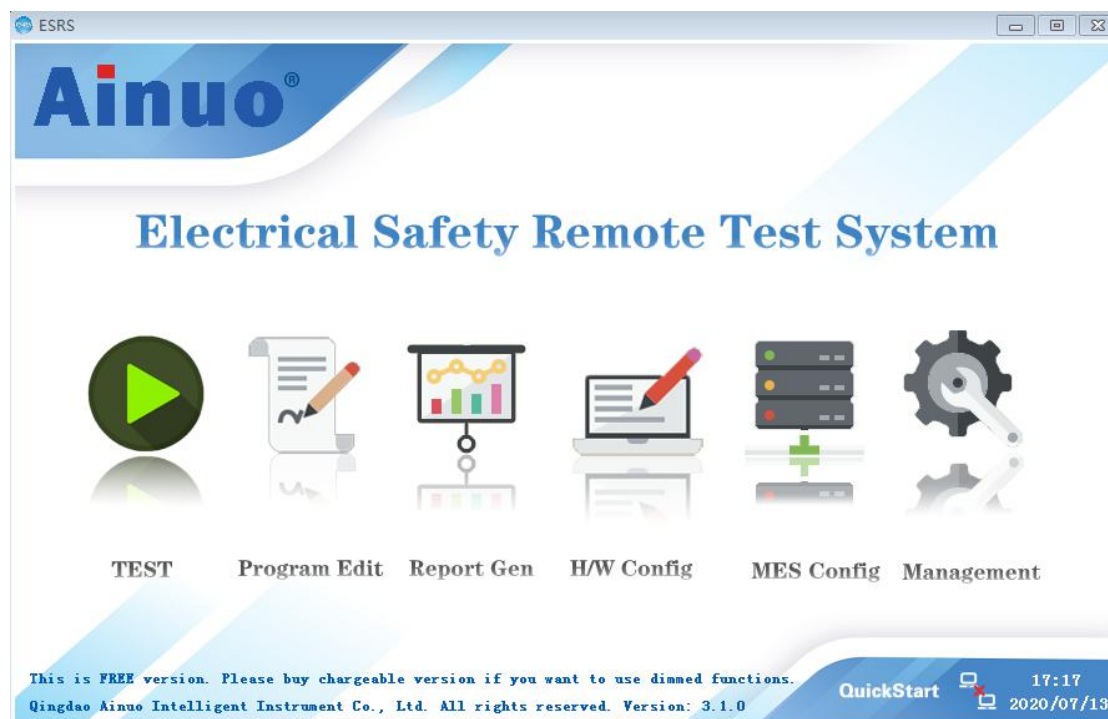 ESRS
Ainuo®
Electrical Safety Remote Test System
TEST Program Edit Report Gen H/W Config MES Config Management
This is FREE version. Please buy chargeable version if you want to use dimmed functions.
Qingdao Ainuo Intelligent Instrument Co., Ltd. All rights reserved. Version: 3.1.0
QuickStart
17:17
2020/07/13